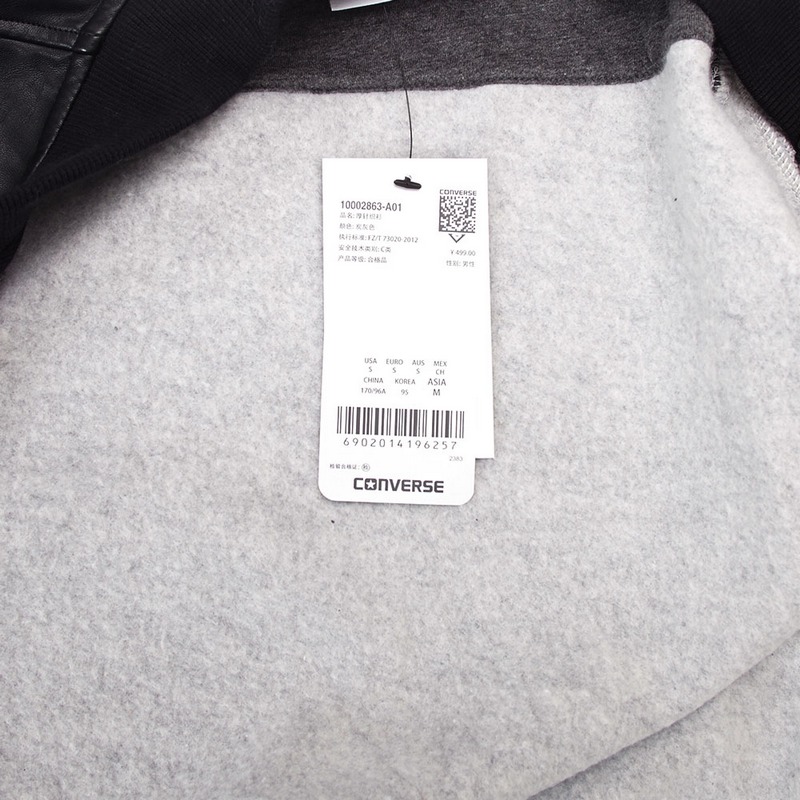 CONVERSE
10002863-A01
品名: 厚针织衫
颜色: 炭灰色
执行标准: FZ/T 73020-2012
安全技术类别: C类
产品等级: 合格品
¥ 499.00
性别: 男性
USA EURO AUS MEX
S S S CH
CHINA KOREA ASIA
170/96A 95 M
6902014196257
2383
检验合格证: 检
CONVERSE